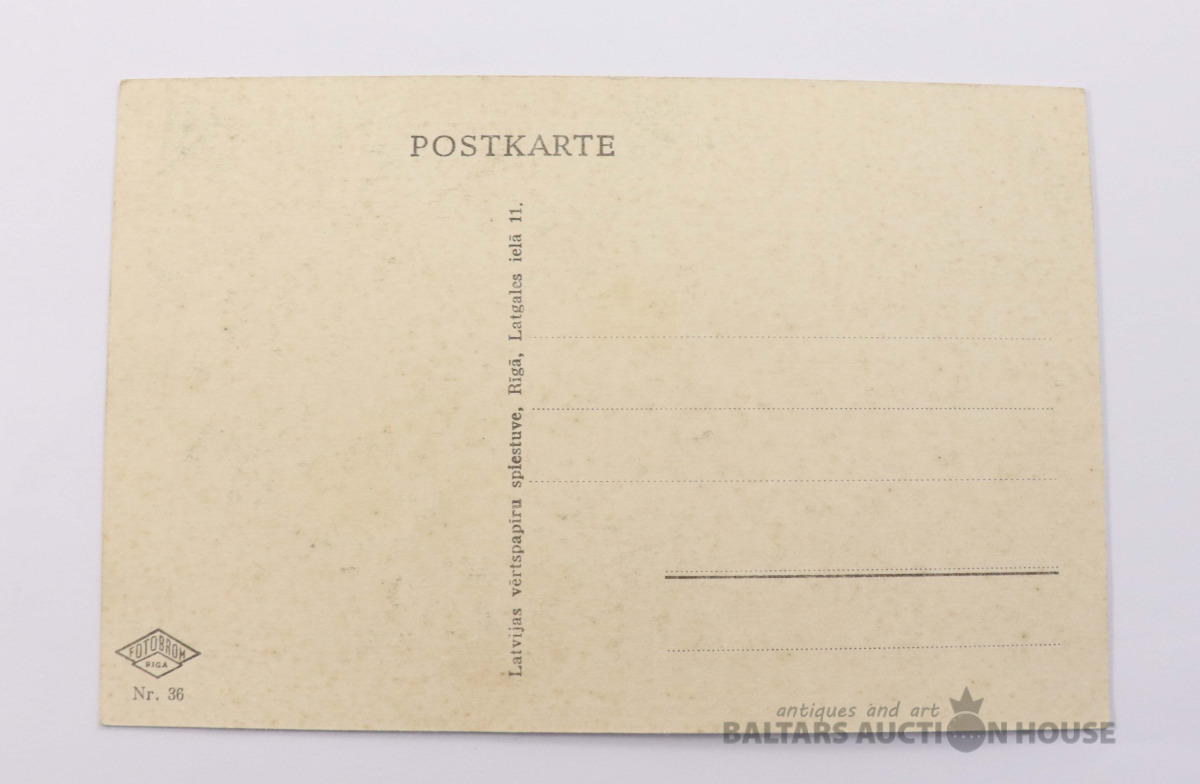 POSTKARTE
Latvijas vērtspapīru spiestuve, Rīgā, Latgales ielā 11.
FOTOBROM
RIGA
Nr. 36
antiques and art
BALTARS AUCTION HOUSE